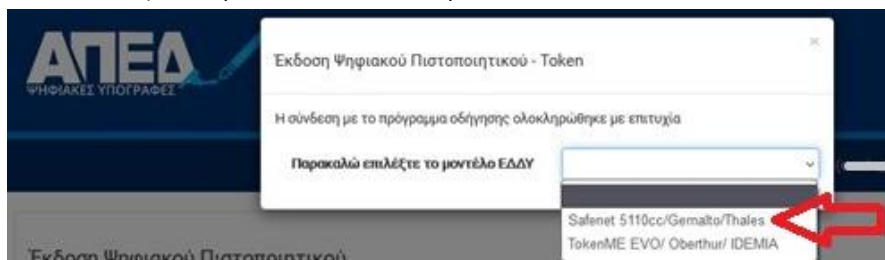 ΑΠΕΔ
ΨΗΦΙΑΚΕΣ ΥΠΟΓΡΑΦΕΣ
Έκδοση Ψηφιακού Πιστοποιητικού - Token
×
Η σύνδεση με το πρόγραμμα οδήγησης ολοκληρώθηκε με επιτυχία
Παρακαλώ επιλέξτε το μοντέλο ΕΔΔΥ
Safenet 5110cc/Gemalto/Thales
TokenME EVO/ Oberthur/ IDEMIA
Έκδοση Ψηφιακού Πιστοποιητικού